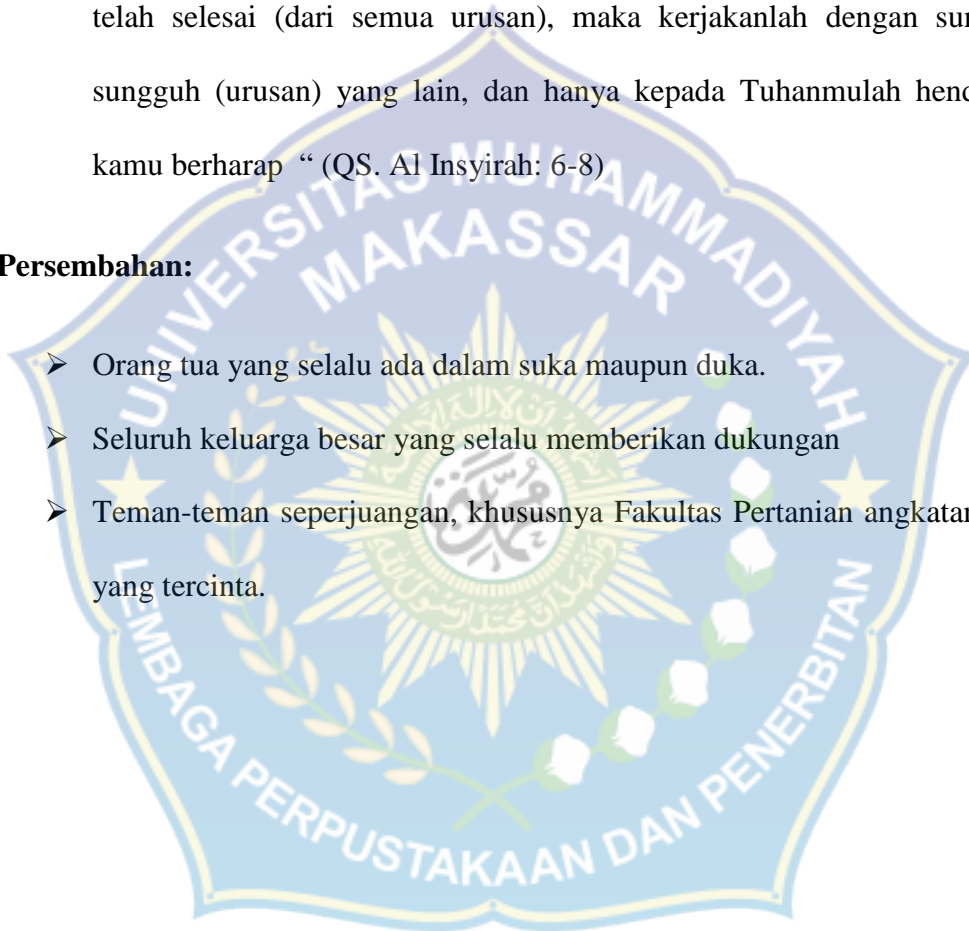 telah selesai (dari semua urusan), maka kerjakanlah dengan sun
sungguh (urusan) yang lain, dan hanya kepada Tuhanmulah hend
kamu berharap “ (QS. Al Insyirah: 6-8)
Persembahan:
➢ Orang tua yang selalu ada dalam suka maupun duka.
➢ Seluruh keluarga besar yang selalu memberikan dukungan
➢ Teman-teman seperjuangan, khususnya Fakultas Pertanian angkatan
yang tercinta.
UNIVERSITAS MUHAMMADIYAH
MAKASSAR
محمد
LEMBAGA PERPUSTAKAAN DAN PENERBITAN